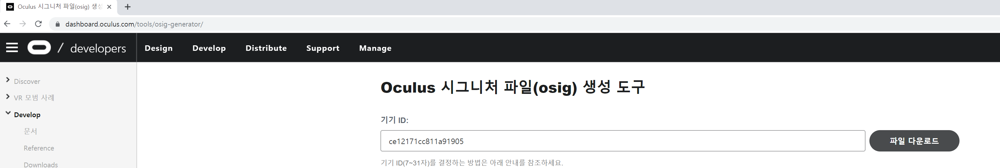 Oculus 시그니처 파일(osig) 생성
dashboard.oculus.com/tools/osig-generator/
/ developers Design Develop Distribute Support Manage
Discover
VR 모범 사례
Develop
문서
Reference
Downloads
Oculus 시그니처 파일(osig) 생성 도구
기기 ID:
ce12171cc811a91905
파일 다운로드
기기 ID(7~31자)를 결정하는 방법은 아래 안내를 참조하세요.